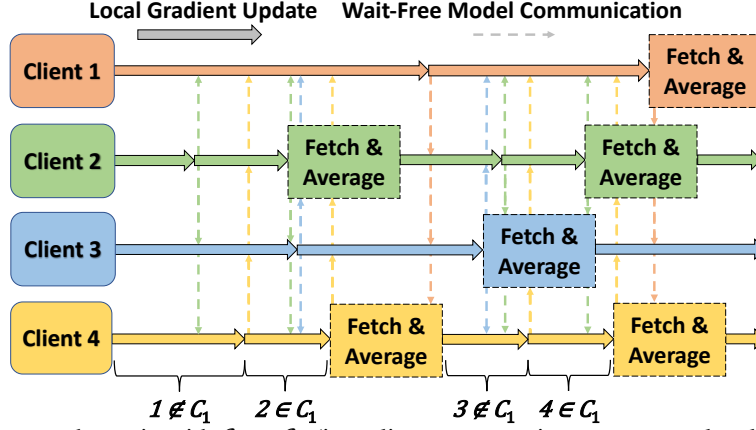 Local Gradient Update Wait-Free Model Communication
Client 1
Fetch &
Average
Client 2
Fetch &
Average
Fetch &
Average
Client 3
Fetch &
Average
Client 4
Fetch &
Average
Fetch &
Average
1 ∉ C₁ 2 ∈ C₁ 3 ∉ C₁ 4 ∈ C₁